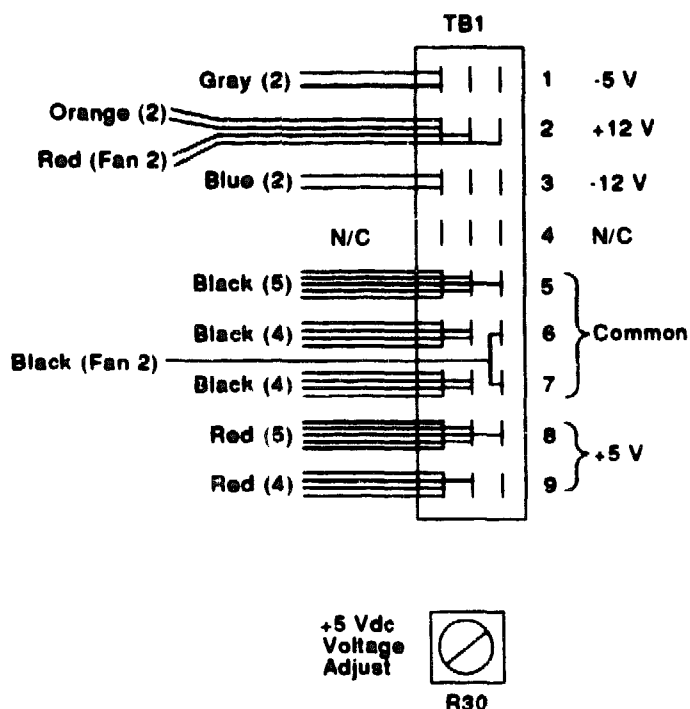 TB1
Gray (2) 1 -5 V
Orange (2) 2 +12 V
Red (Fan 2)
Blue (2) 3 -12 V
N/C 4 N/C
Black (5) 5
Black (4) 6 Common
Black (Fan 2)
Black (4) 7
Red (5) 8
+5 V
Red (4) 9
+5 Vdc
Voltage
Adjust
R30